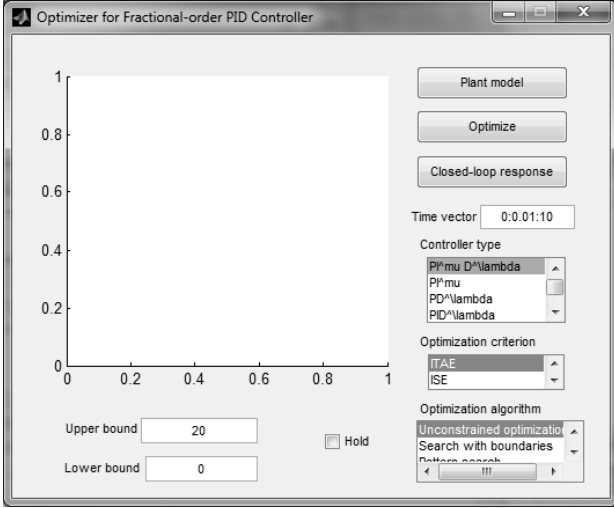 Optimizer for Fractional-order PID Controller
1
0.8
0.6
0.4
0.2
0
0 0.2 0.4 0.6 0.8 1
Plant model
Optimize
Closed-loop response
Time vector 0:0.01:10
Controller type
PI^mu D^\lambda
PI^mu
PD^\lambda
PID^\lambda
Optimization criterion
ITAE
ISE
Optimization algorithm
Unconstrained optimization
Search with boundaries
Pattern search
Upper bound 20
Lower bound 0
Hold